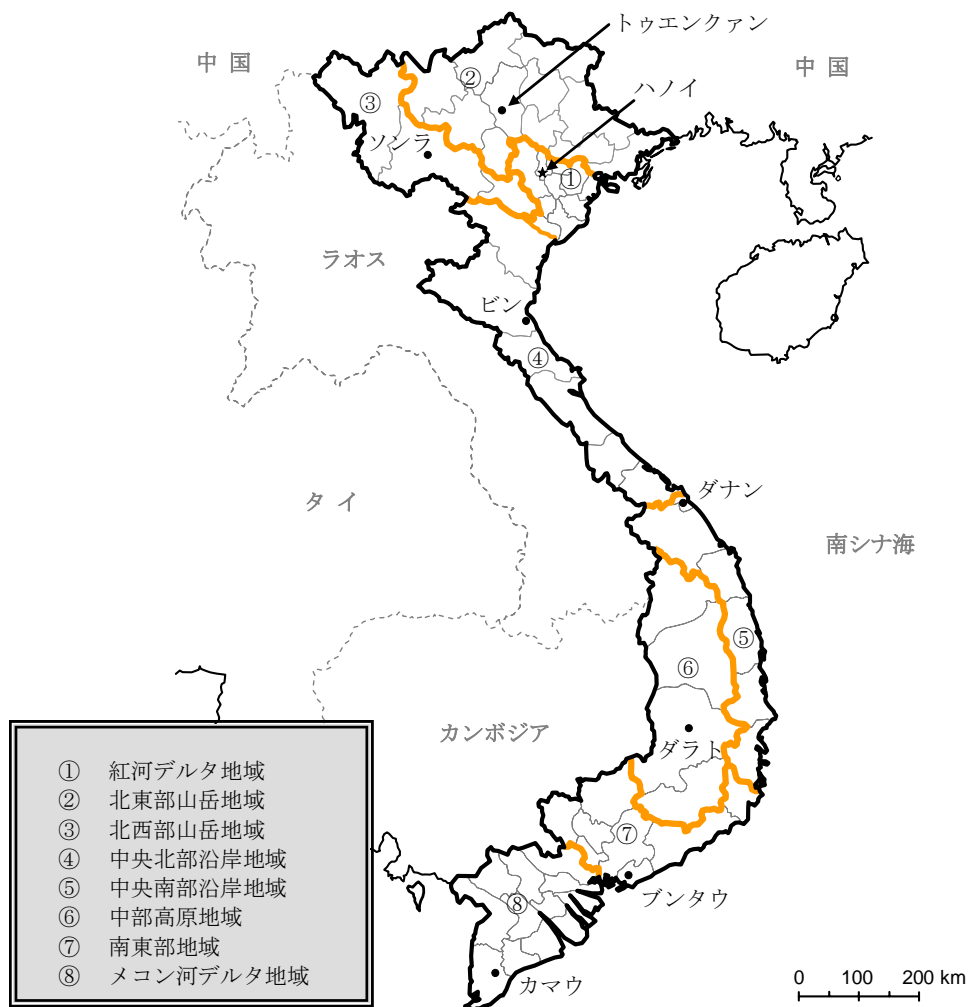 トゥエンクァン
中 国
中 国
②
ハノイ
③
ソンラ
①
ラオス
ビン
④
ダナン
タ イ
南シナ海
⑤
⑥
カンボジア
ダラト
① 紅河デルタ地域
② 北東部山岳地域
③ 北西部山岳地域
④ 中央北部沿岸地域
⑤ 中央南部沿岸地域
⑥ 中部高原地域
⑦ 南東部地域
⑧ メコン河デルタ地域
⑦
ブンタウ
⑧
カマウ
0 100 200 km